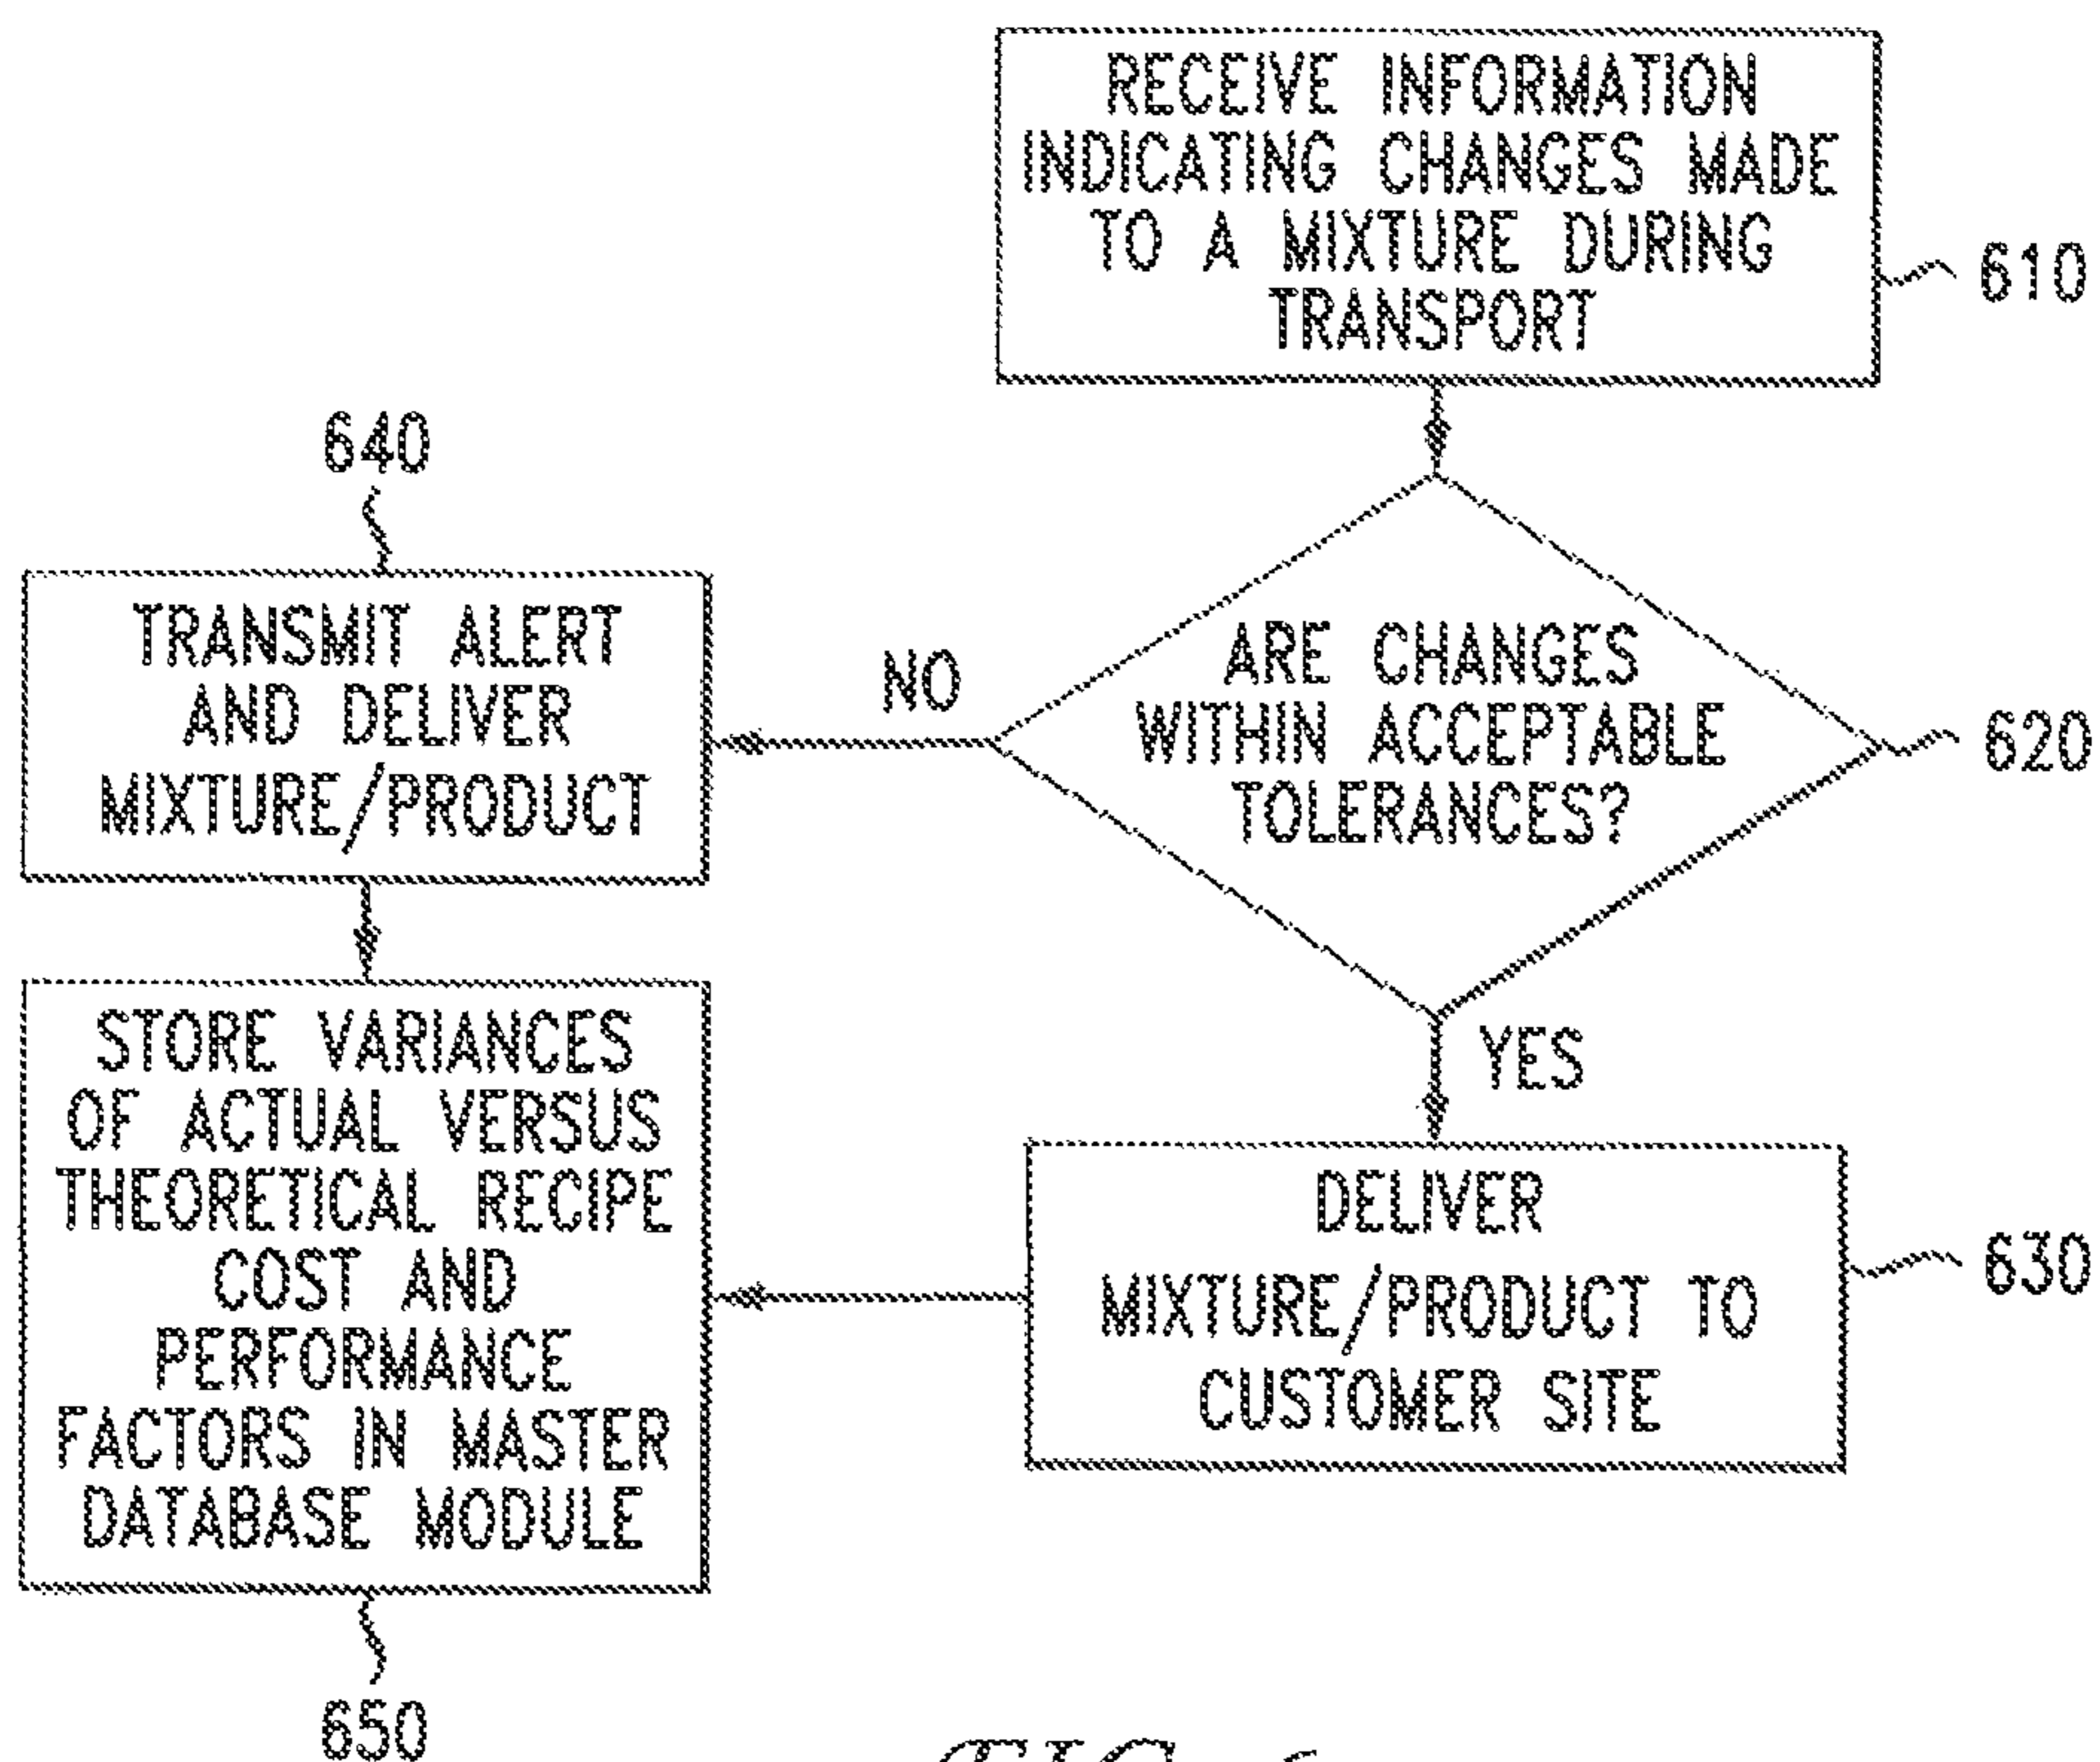 RECEIVE INFORMATION
INDICATING CHANGES MADE
TO A MIXTURE DURING
TRANSPORT
610
640
TRANSMIT ALERT
AND DELIVER
MIXTURE/PRODUCT
NO
ARE CHANGES
WITHIN ACCEPTABLE
TOLERANCES?
620
YES
STORE VARIANCES
OF ACTUAL VERSUS
THEORETICAL RECIPE
COST AND
PERFORMANCE
FACTORS IN MASTER
DATABASE MODULE
650
DELIVER
MIXTURE/PRODUCT TO
CUSTOMER SITE
630